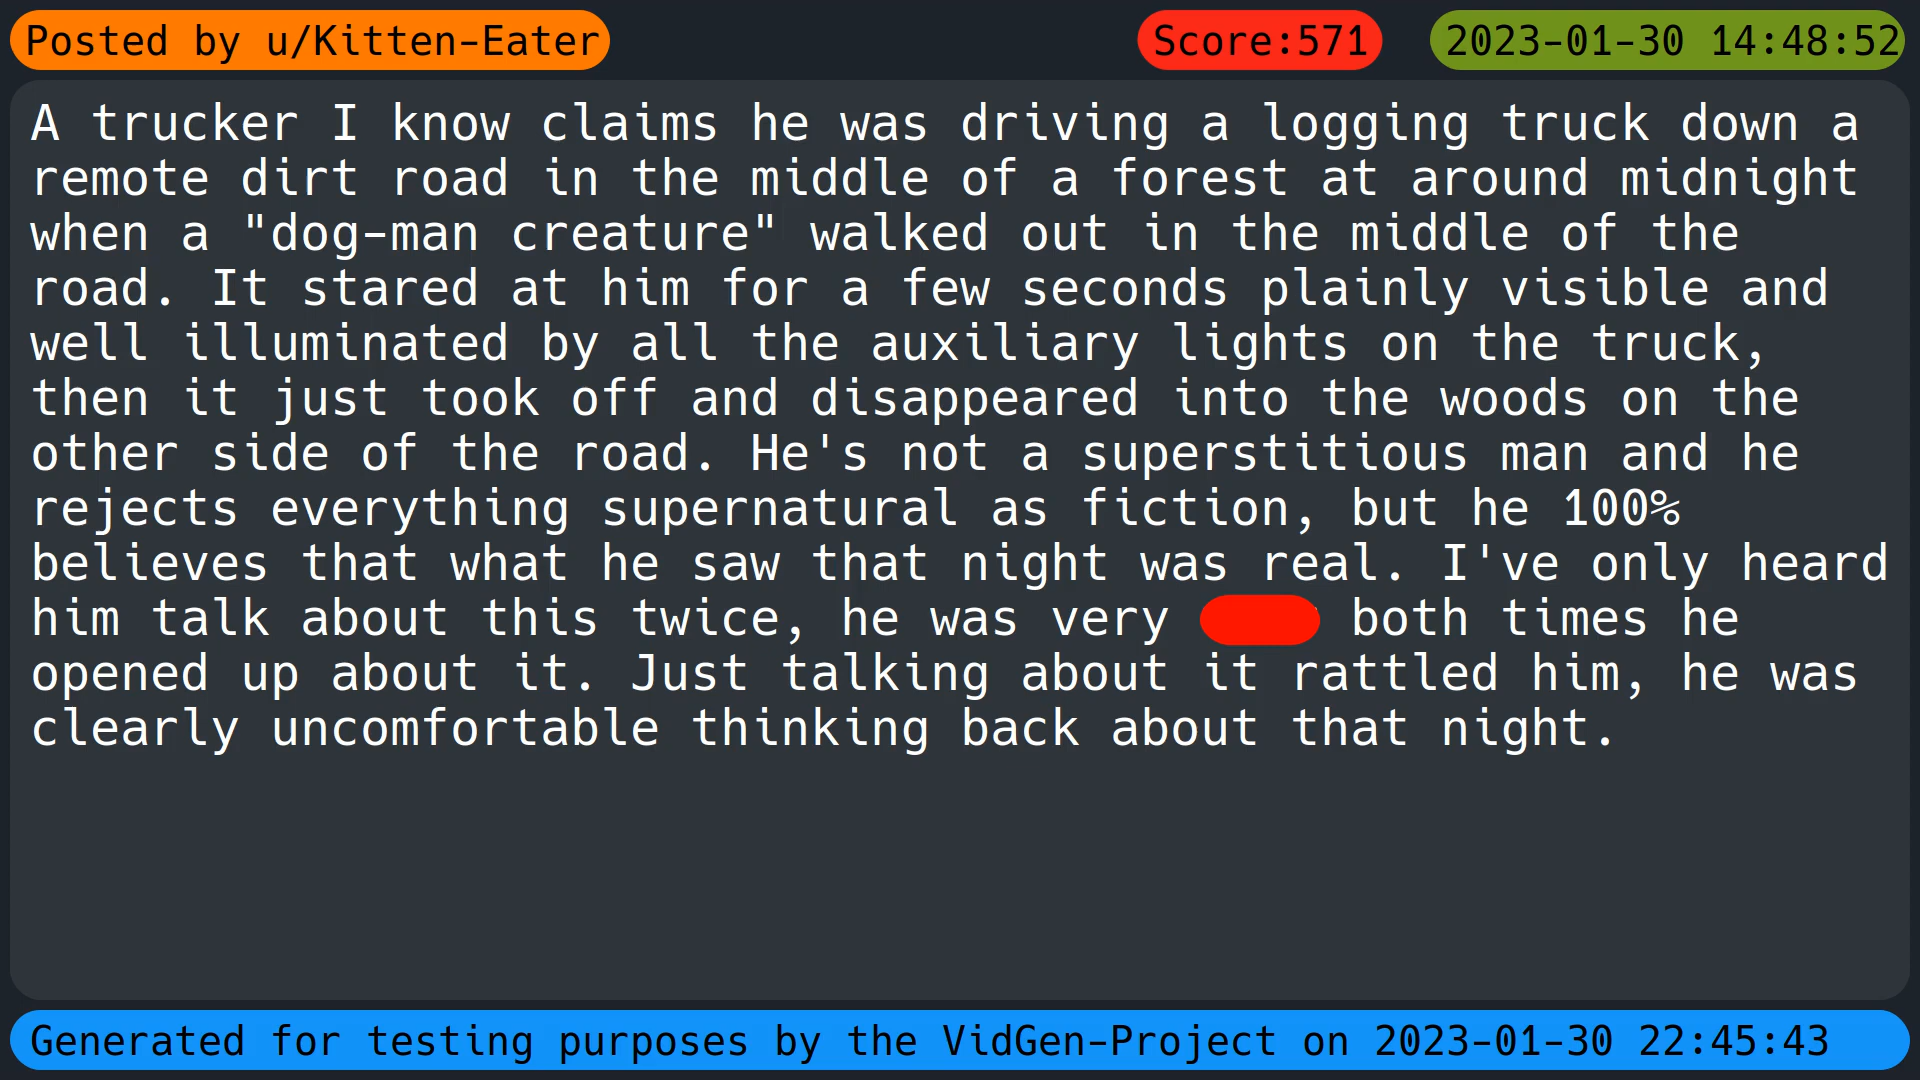 Posted by u/Kitten-Eater
Score:571
2023-01-30 14:48:52
A trucker I know claims he was driving a logging truck down a
remote dirt road in the middle of a forest at around midnight
when a "dog-man creature" walked out in the middle of the
road. It stared at him for a few seconds plainly visible and
well illuminated by all the auxiliary lights on the truck,
then it just took off and disappeared into the woods on the
other side of the road. He's not a superstitious man and he
rejects everything supernatural as fiction, but he 100%
believes that what he saw that night was real. I've only heard
him talk about this twice, he was very both times he
opened up about it. Just talking about it rattled him, he was
clearly uncomfortable thinking back about that night.
Generated for testing purposes by the VidGen-Project on 2023-01-30 22:45:43